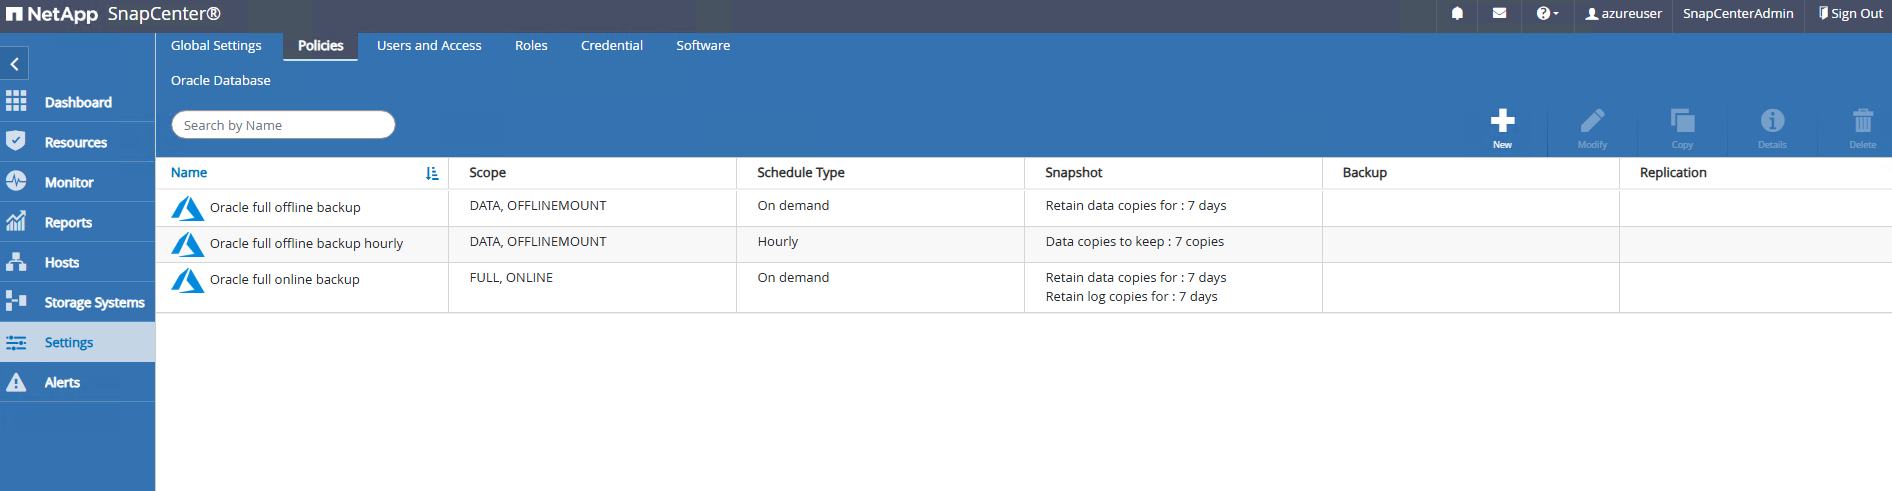 NetApp SnapCenter®
azureuser SnapCenterAdmin Sign Out
Global Settings Policies Users and Access Roles Credential Software
Oracle Database
Search by Name
New Modify Copy Details Delete
Dashboard
Resources
Monitor
Reports
Hosts
Storage Systems
Settings
Alerts
Name Scope Schedule Type Snapshot Backup Replication
Oracle full offline backup DATA, OFFLINEMOUNT On demand Retain data copies for : 7 days
Oracle full offline backup hourly DATA, OFFLINEMOUNT Hourly Data copies to keep : 7 copies
Oracle full online backup FULL, ONLINE On demand Retain data copies for : 7 days
Retain log copies for : 7 days